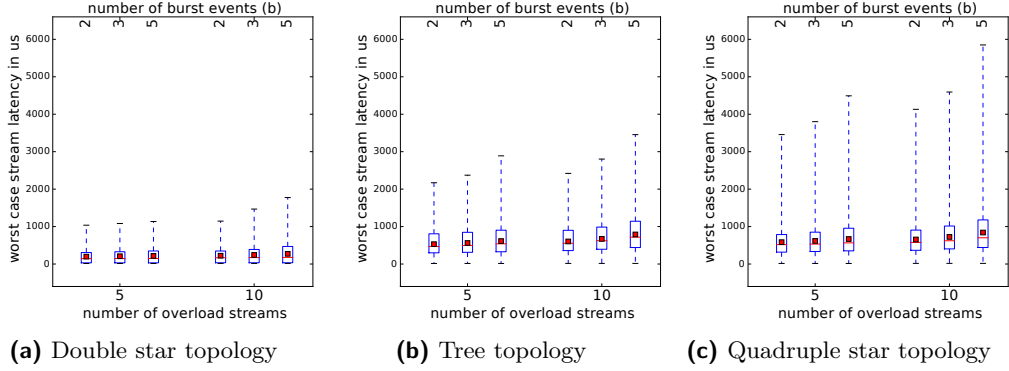 number of burst events (b)
2 3 5 2 3 5
worst case stream latency in us
6000
5000
4000
3000
2000
1000
0
5 10
number of overload streams
(a) Double star topology
number of burst events (b)
2 3 5 2 3 5
worst case stream latency in us
6000
5000
4000
3000
2000
1000
0
5 10
number of overload streams
(b) Tree topology
number of burst events (b)
2 3 5 2 3 5
worst case stream latency in us
6000
5000
4000
3000
2000
1000
0
5 10
number of overload streams
(c) Quadruple star topology